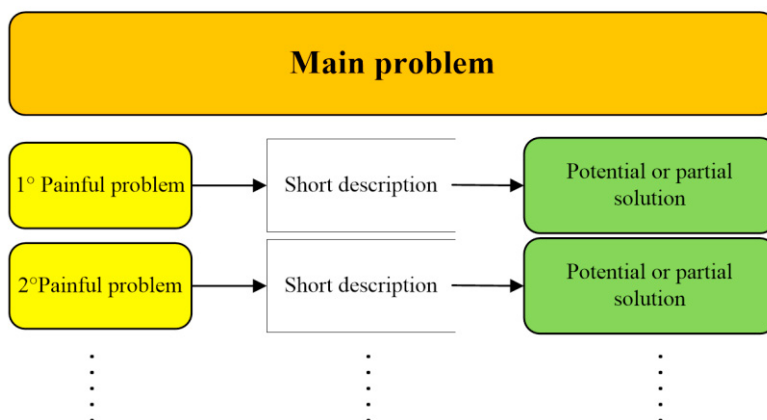 Main problem
1° Painful problem
Short description
Potential or partial
solution
2°Painful problem
Short description
Potential or partial
solution